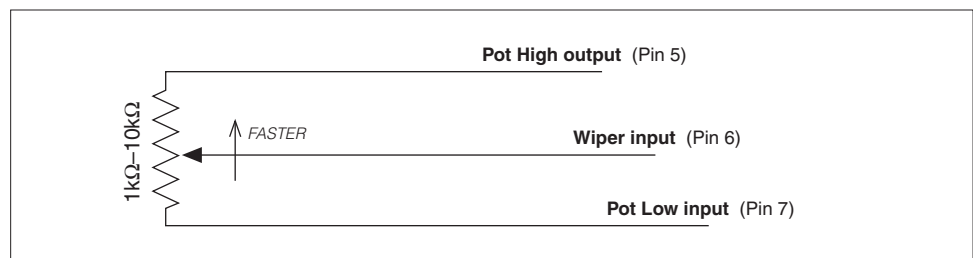 Pot High output (Pin 5)
1kΩ–10kΩ
FASTER
Wiper input (Pin 6)
Pot Low input (Pin 7)